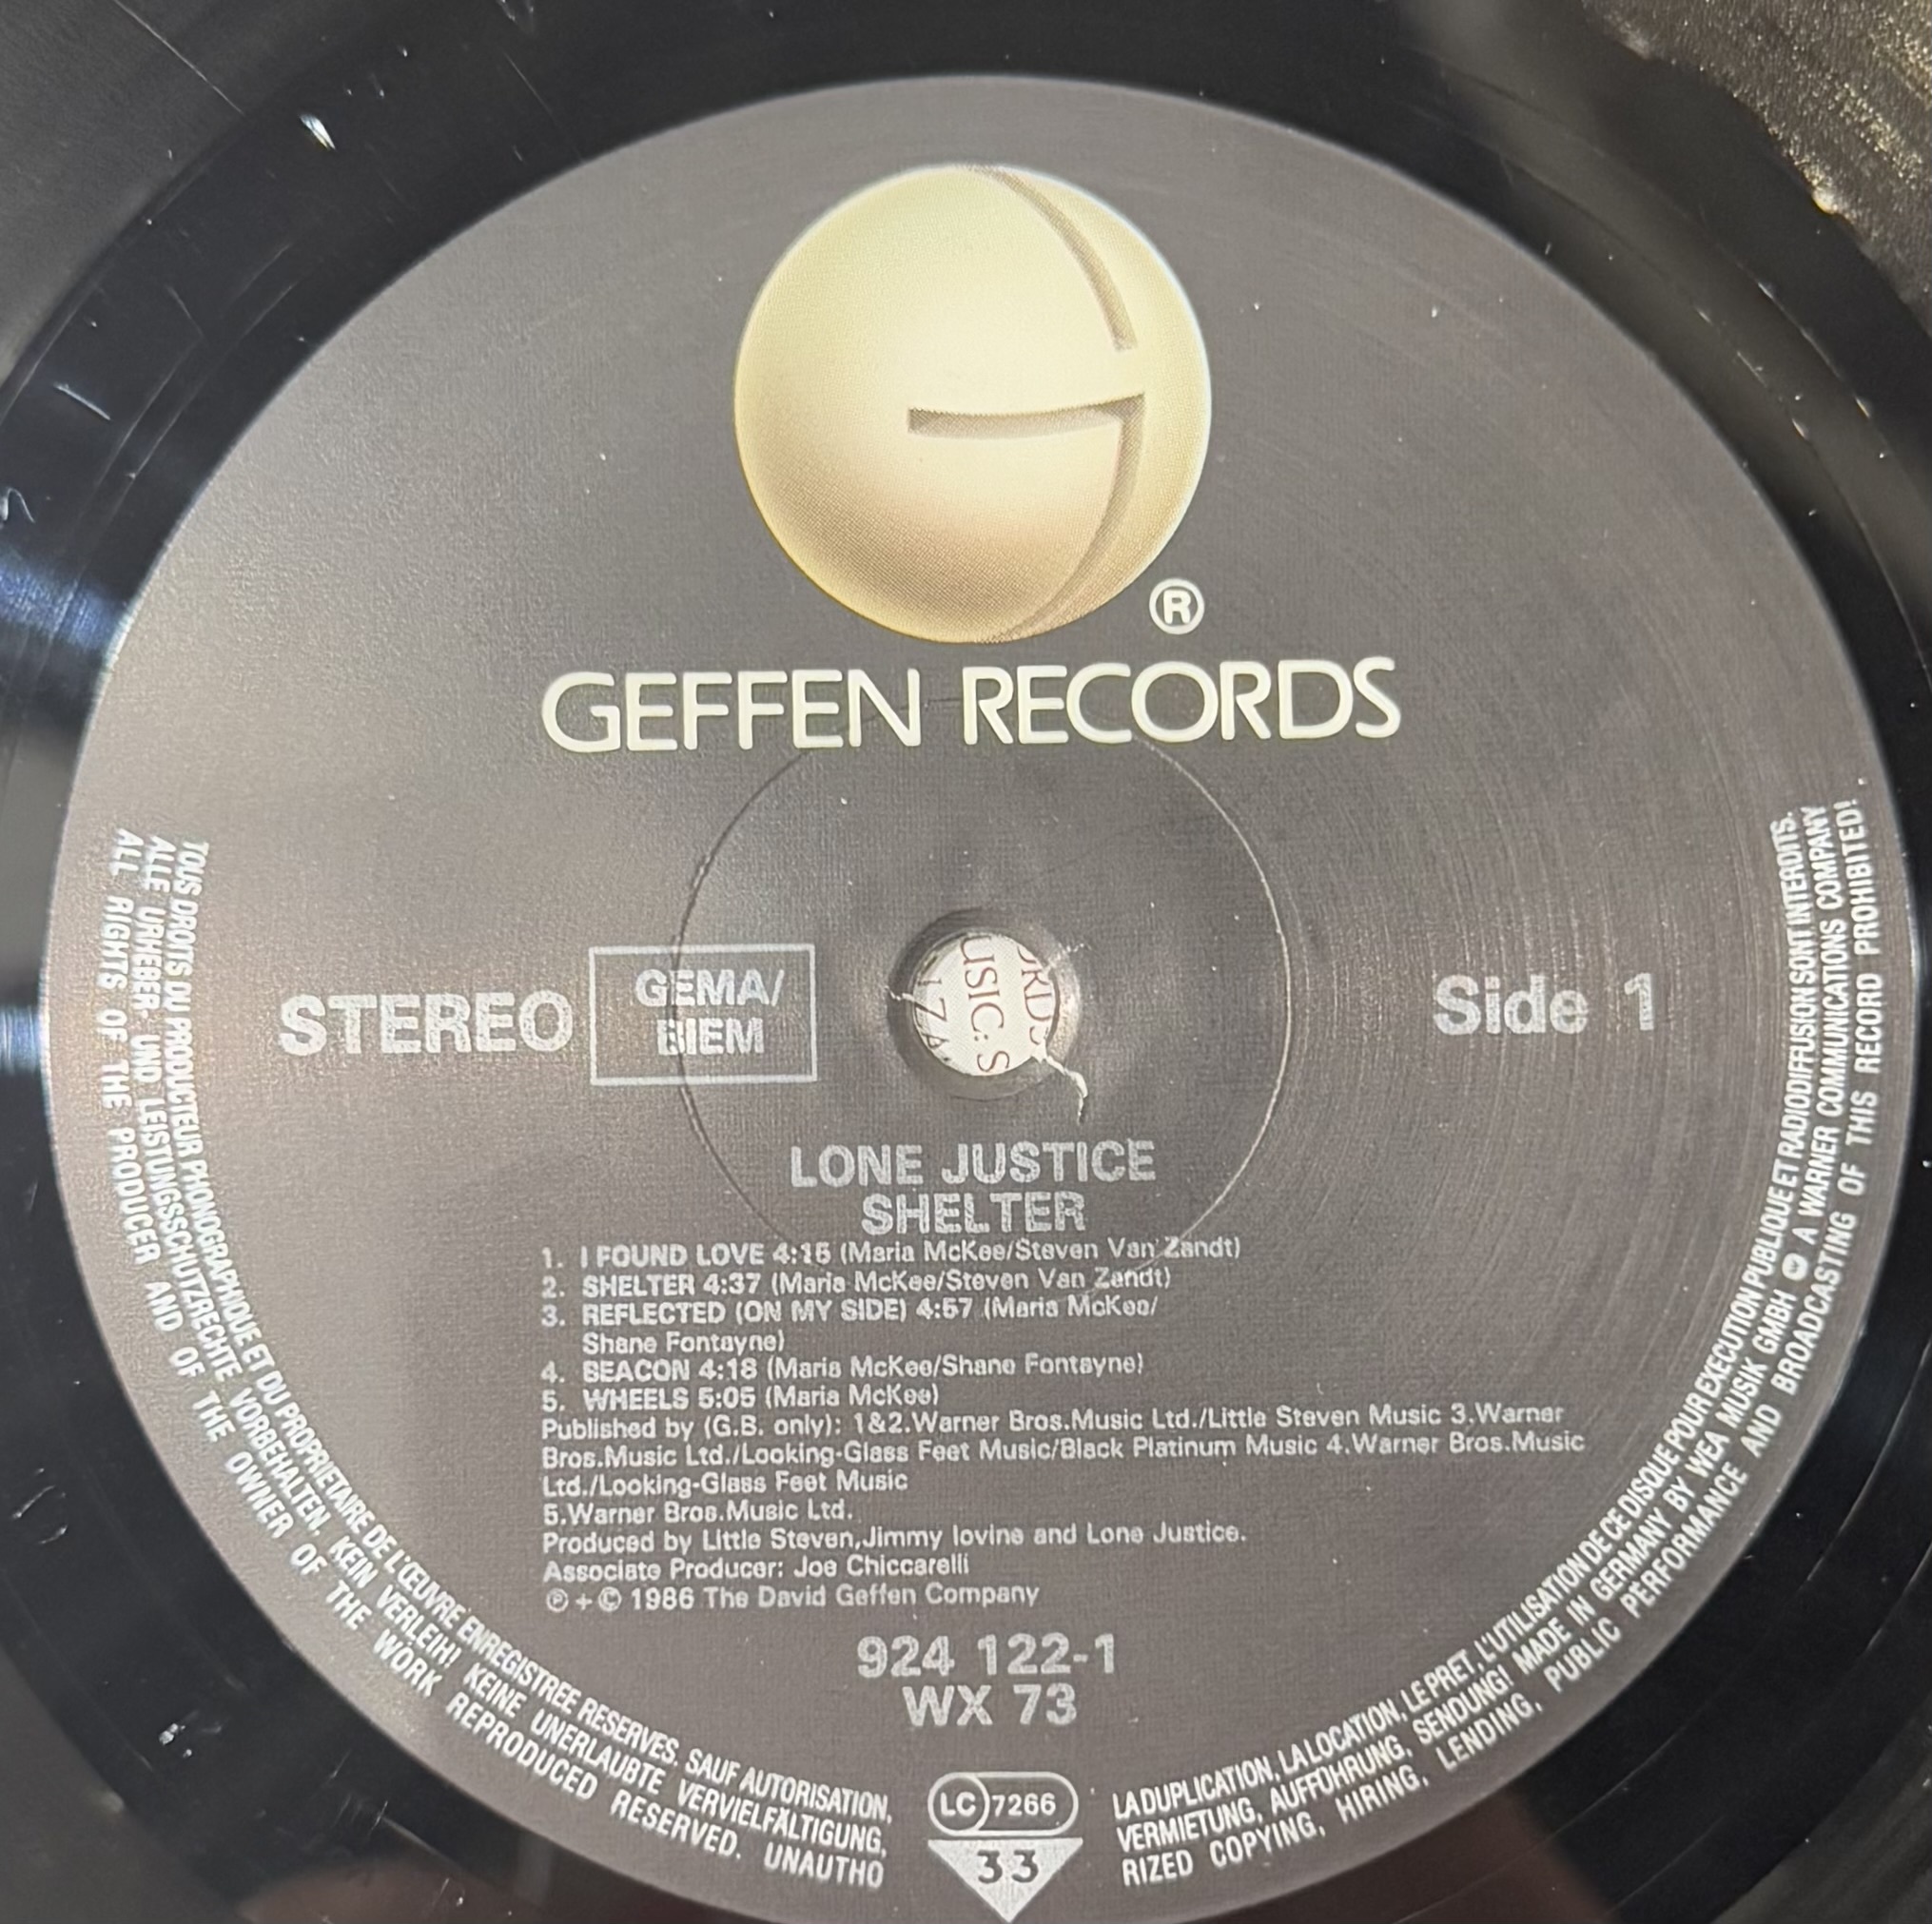 ®
GEFFEN RECORDS
STEREO
GEMA/
BIEM
Side 1
LONE JUSTICE
SHELTER
1. I FOUND LOVE 4:15 (Maria McKee/Steven Van Zandt)
2. SHELTER 4:37 (Maria McKee/Steven Van Zandt)
3. REFLECTED (ON MY SIDE) 4:57 (Maria McKee/
Shane Fontayne)
4. BEACON 4:18 (Maria McKee/Shane Fontayne)
5. WHEELS 5:05 (Maria McKee)
Published by (G.B. only): 1&2.Warner Bros.Music Ltd./Little Steven Music 3.Warner
Bros.Music Ltd./Looking-Glass Feet Music/Black Platinum Music 4.Warner Bros.Music
Ltd./Looking-Glass Feet Music
5.Warner Bros.Music Ltd.
Produced by Little Steven,Jimmy Iovine and Lone Justice.
Associate Producer: Joe Chiccarelli
℗+© 1986 The David Geffen Company
924 122-1
WX 73
LC 7266
33
TOUS DROITS DU PRODUCTEUR PHONOGRAPHIQUE ET DU PROPRIETAIRE DE L'ŒUVRE ENREGISTREE RESERVES. SAUF AUTORISATION, LA DUPLICATION, LA LOCATION, LE PRET, L'UTILISATION DE CE DISQUE POUR EXECUTION PUBLIQUE ET RADIODIFFUSION SONT INTERDITS.
ALLE URHEBER- UND LEISTUNGSSCHUTZRECHTE VORBEHALTEN. KEIN VERLEIH! KEINE UNERLAUBTE VERVIELFÄLTIGUNG, VERMIETUNG, AUFFÜHRUNG, SENDUNG! MADE IN GERMANY BY WEA MUSIK GMBH A WARNER COMMUNICATIONS COMPANY
ALL RIGHTS OF THE PRODUCER AND OF THE OWNER OF THE WORK REPRODUCED RESERVED. UNAUTHORIZED COPYING, HIRING, LENDING, PUBLIC PERFORMANCE AND BROADCASTING OF THIS RECORD PROHIBITED!